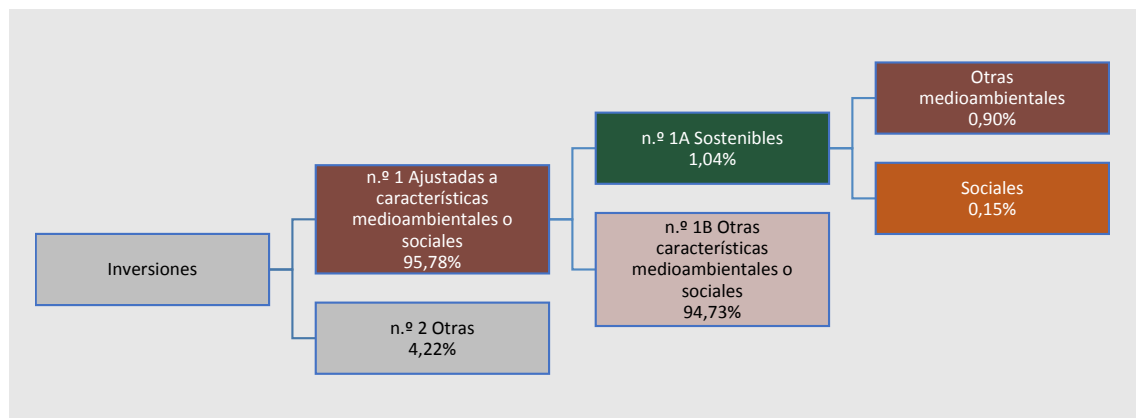 Inversiones
n.º 1 Ajustadas a
características
medioambientales o
sociales
95,78%
n.º 2 Otras
4,22%
n.º 1A Sostenibles
1,04%
n.º 1B Otras
características
medioambientales o
sociales
94,73%
Otras
medioambientales
0,90%
Sociales
0,15%